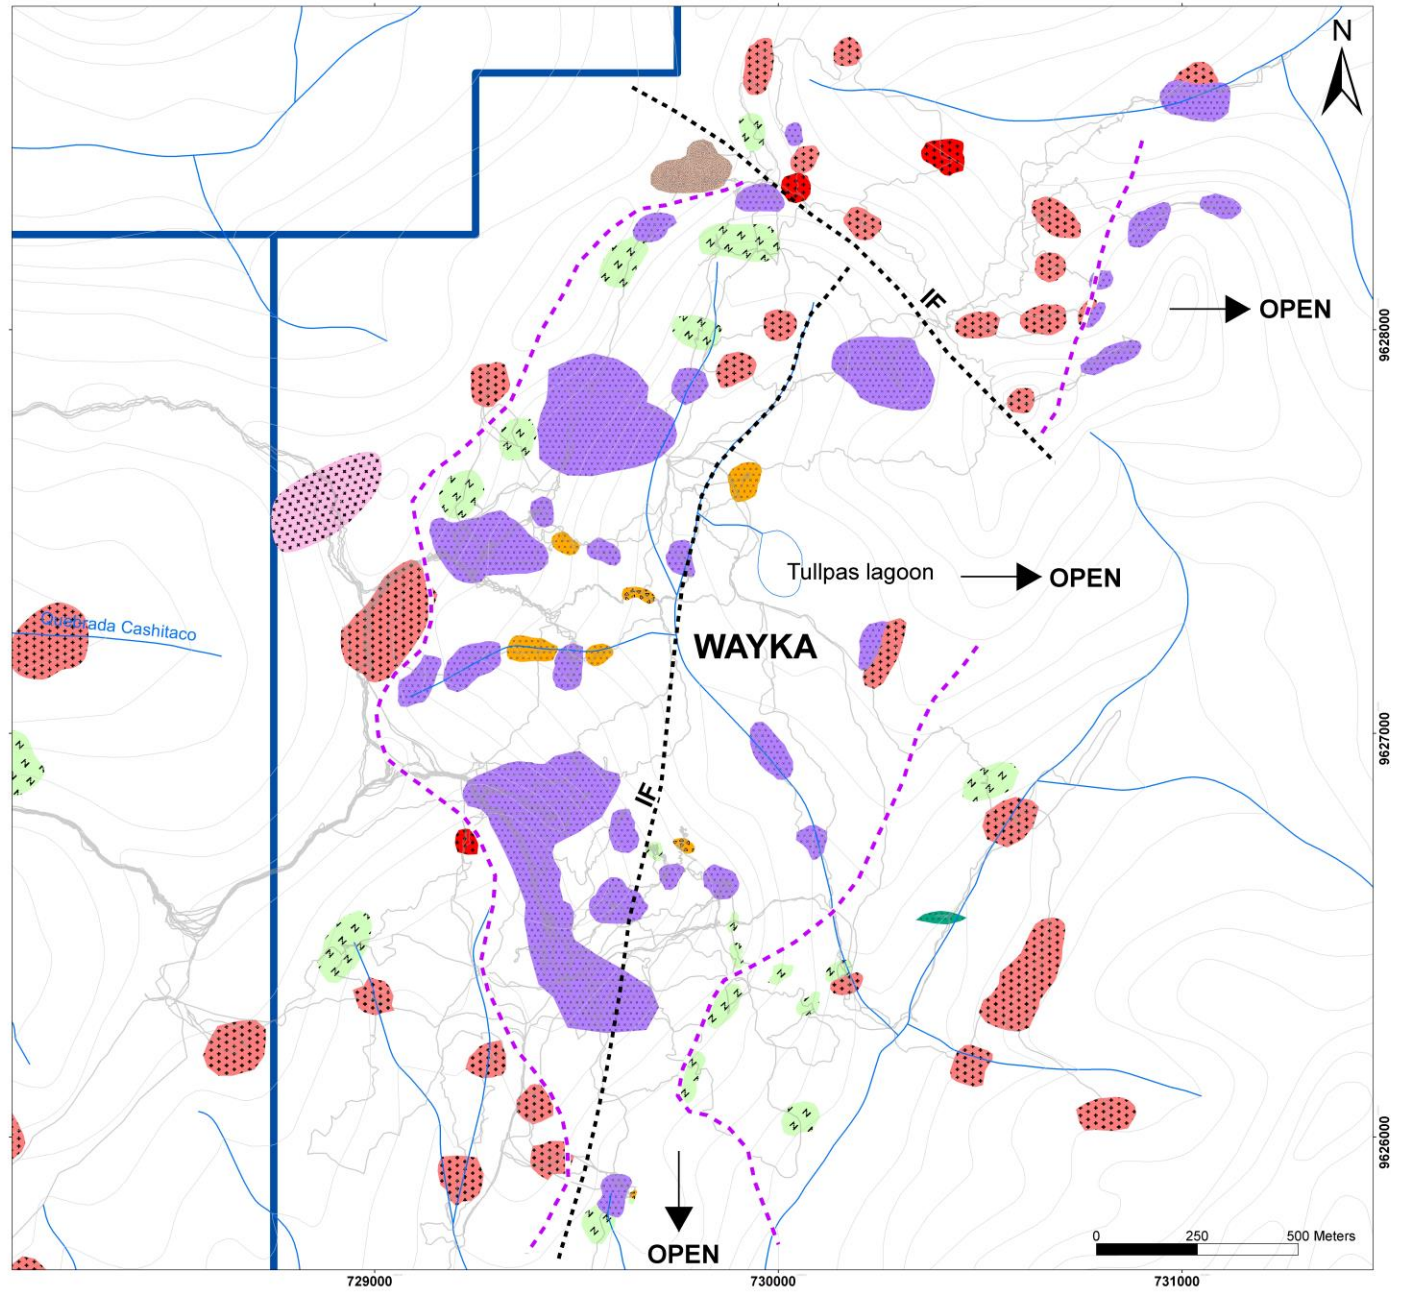 N
IF
OPEN
9628000
Tullpas lagoon
OPEN
Quebrada Cashitaco
WAYKA
9627000
IF
9626000
OPEN
0 250 500 Meters
729000 730000 731000